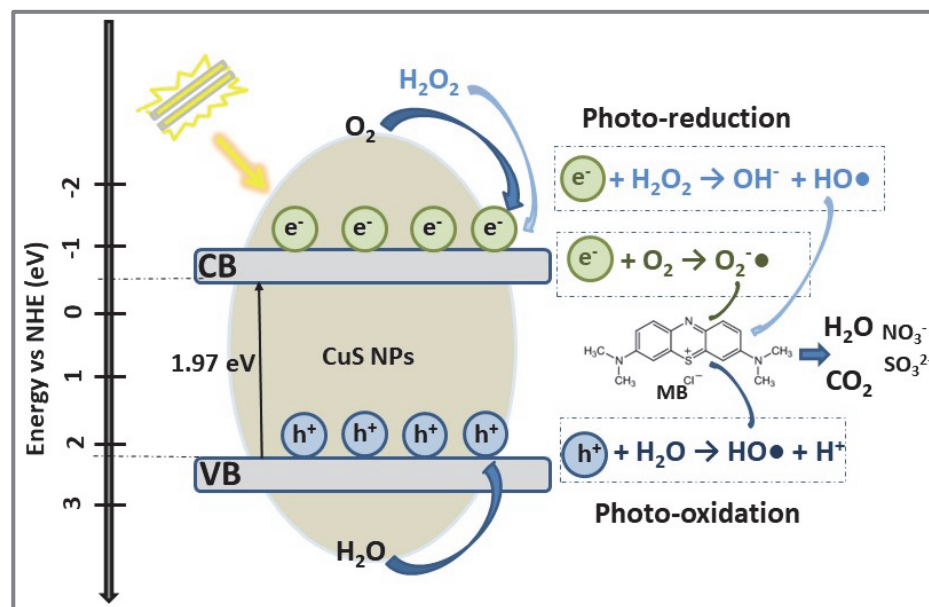 H₂O₂
O₂
Photo-reduction
e⁻ + H₂O₂ → OH⁻ + HO●
-2
e⁻ e⁻ e⁻ e⁻
-1
CB
e⁻ + O₂ → O₂⁻●
0
Energy vs NHE (eV)
1.97 eV
CuS NPs
1
N
H₃C N S⁺ N CH₃
CH₃ Cl⁻ CH₃
MB
H₂O NO₃⁻
CO₂ SO₃²⁻
h⁺ h⁺ h⁺ h⁺
2
VB
h⁺ + H₂O → HO● + H⁺
3
Photo-oxidation
H₂O